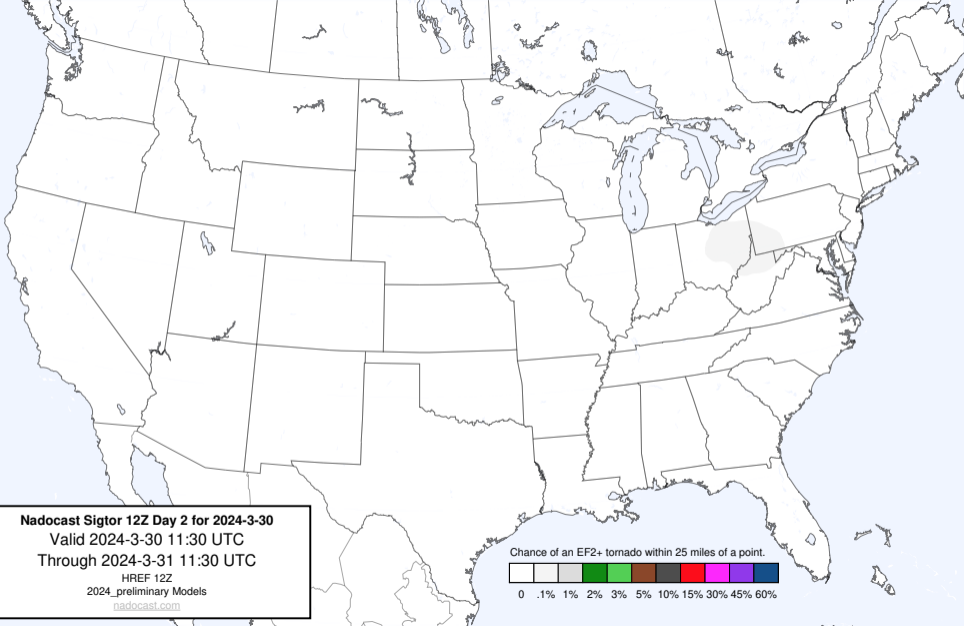 Nadocast Sigtor 12Z Day 2 for 2024-3-30
Valid 2024-3-30 11:30 UTC
Through 2024-3-31 11:30 UTC
HREF 12Z
2024_preliminary Models
nadocast.com
Chance of an EF2+ tornado within 25 miles of a point.
0 .1% 1% 2% 3% 5% 10% 15% 30% 45% 60%